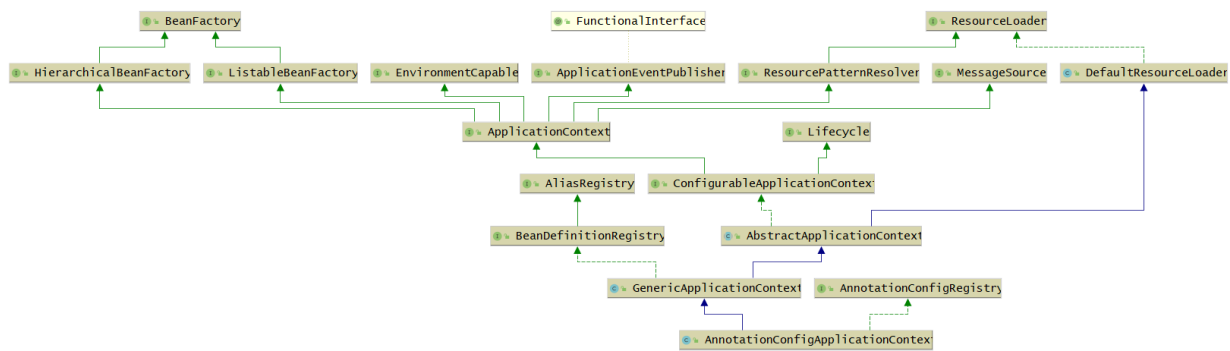 BeanFactory
FunctionalInterface
ResourceLoader
HierarchicalBeanFactory
ListableBeanFactory
EnvironmentCapable
ApplicationEventPublisher
ResourcePatternResolver
MessageSource
DefaultResourceLoader
ApplicationContext
Lifecycle
AliasRegistry
ConfigurableApplicationContext
BeanDefinitionRegistry
AbstractApplicationContext
GenericApplicationContext
AnnotationConfigRegistry
AnnotationConfigApplicationContext